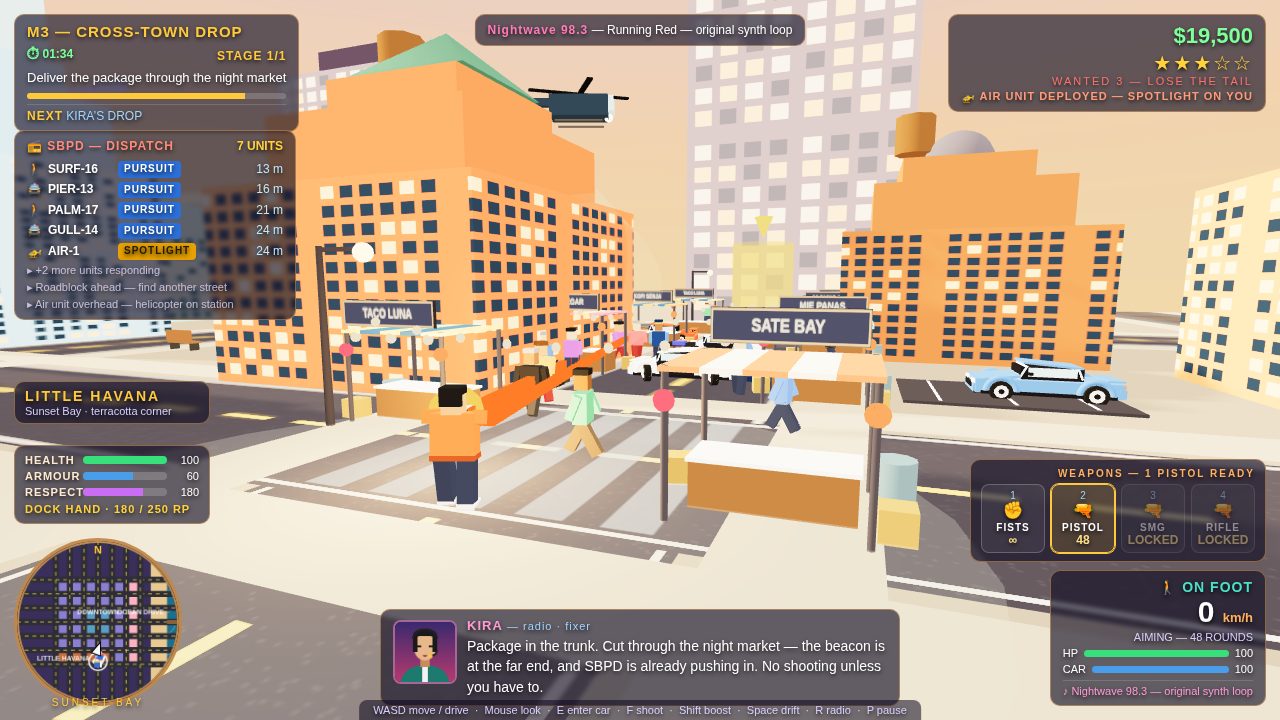 M3 — CROSS-TOWN DROP
01:34
STAGE 1/1
Deliver the package through the night market
NEXT KIRA'S DROP
SBPD — DISPATCH
7 UNITS
SURF-16 PURSUIT 13 m
PIER-13 PURSUIT 16 m
PALM-17 PURSUIT 21 m
GULL-14 PURSUIT 24 m
AIR-1 SPOTLIGHT 24 m
▸ +2 more units responding
▸ Roadblock ahead — find another street
▸ Air unit overhead — helicopter on station
Nightwave 98.3 — Running Red — original synth loop
$19,500
★★★☆☆
WANTED 3 — LOSE THE TAIL
AIR UNIT DEPLOYED — SPOTLIGHT ON YOU
TACO LUNA
TACO LUNA
MIE PANAS
SATE BAY
LITTLE HAVANA
Sunset Bay · terracotta corner
HEALTH 100
ARMOUR 60
RESPECT 180
DOCK HAND · 180 / 250 RP
N
DOWNTOWN
OCEAN DRIVE
LITTLE HAVANA
SUNSET BAY
KIRA — radio · fixer
Package in the trunk. Cut through the night market — the beacon is
at the far end, and SBPD is already pushing in. No shooting unless
you have to.
WASD move / drive · Mouse look · E enter car · F shoot · Shift boost · Space drift · R radio · P pause
WEAPONS — 1 PISTOL READY
1 2 3 4
FISTS PISTOL SMG RIFLE
∞ 48 LOCKED LOCKED
ON FOOT
0 km/h
AIMING — 48 ROUNDS
HP 100
CAR 100
♪ Nightwave 98.3 — original synth loop